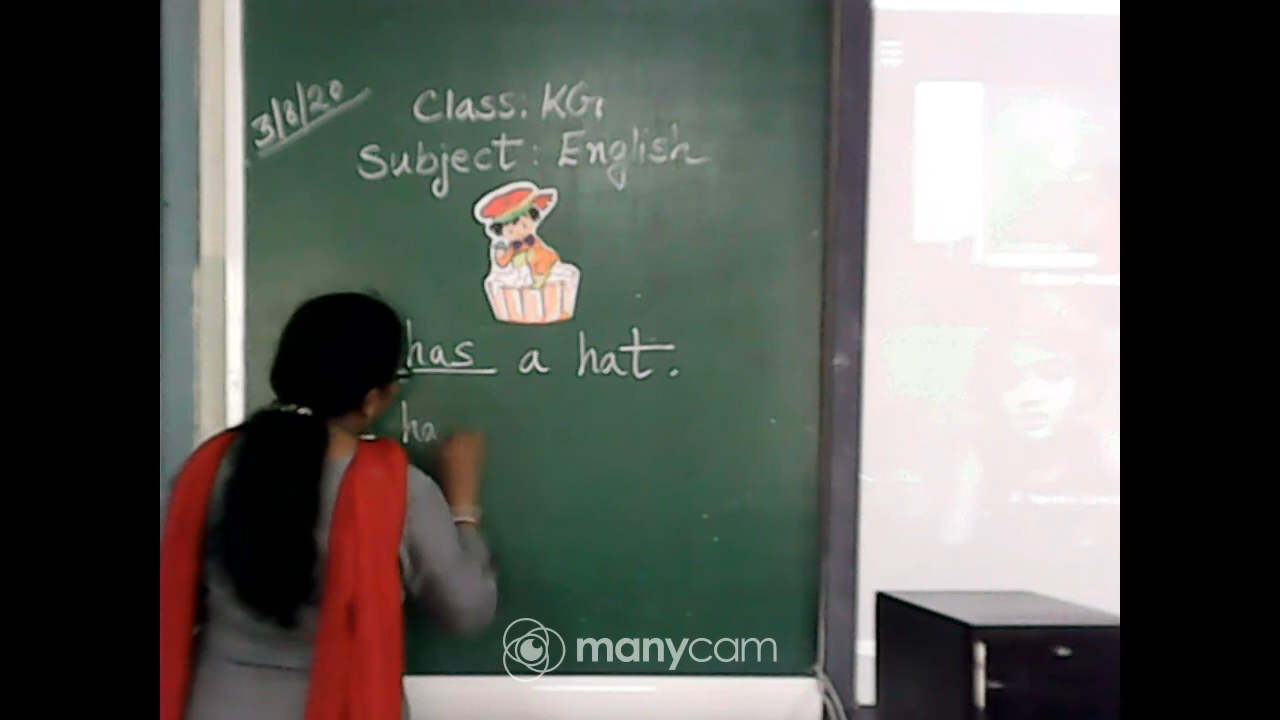 3/8/20
Class: KG,
Subject: English
has a hat.
ha
manycam